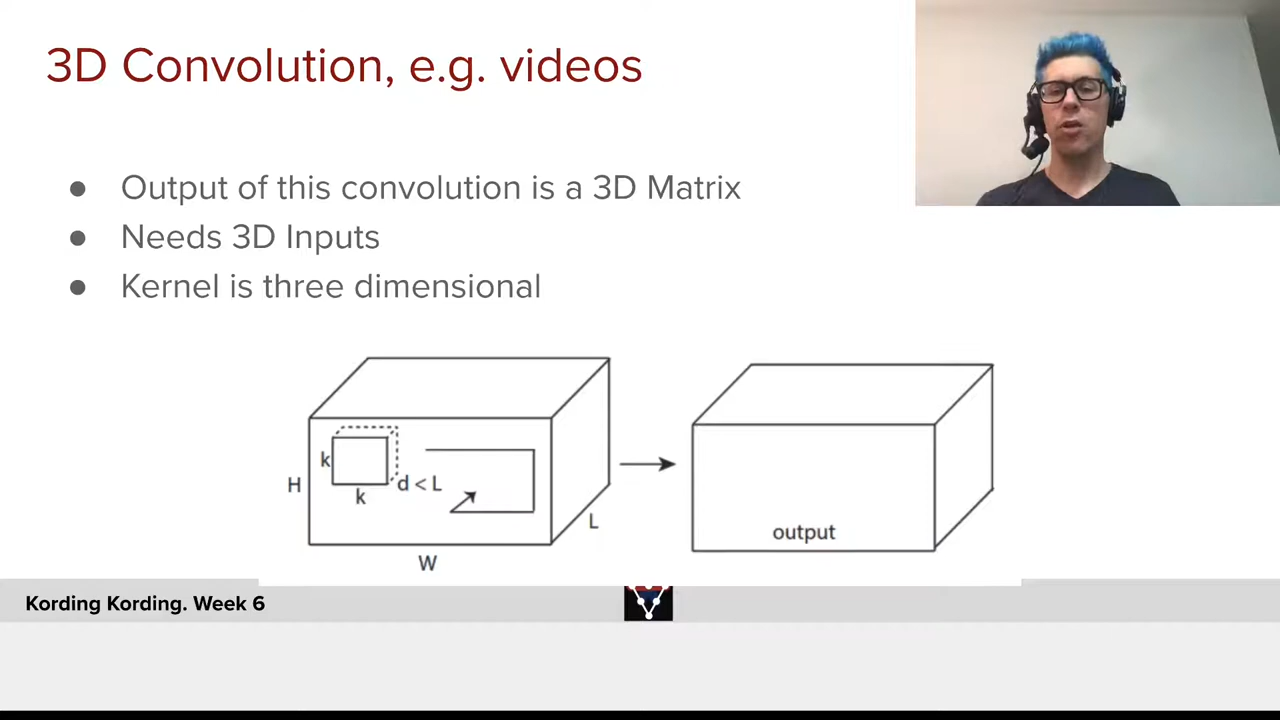 3D Convolution, e.g. videos
● Output of this convolution is a 3D Matrix
● Needs 3D Inputs
● Kernel is three dimensional
k
k
d < L
H
W
L
output
Kording Kording. Week 6